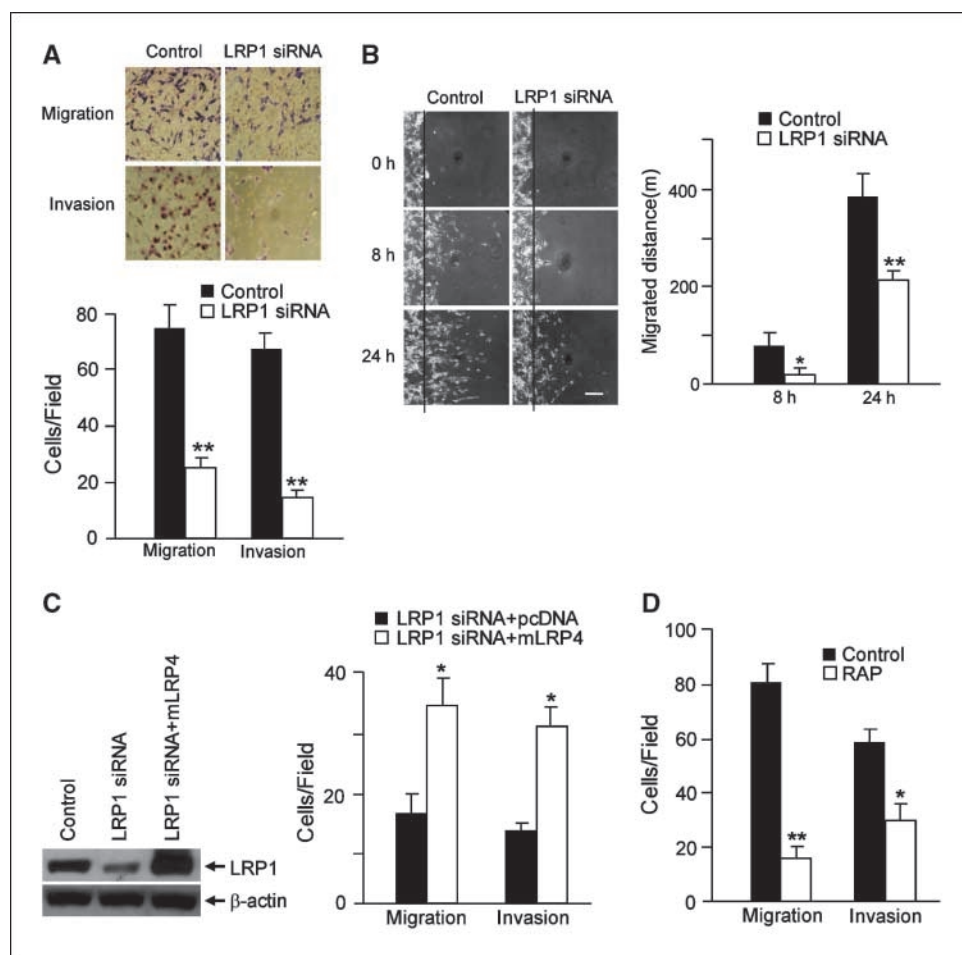 A
Control LRP1 siRNA
Migration
Invasion
Control
LRP1 siRNA
Cells/Field
80
60
40
20
0
Migration Invasion
**
**
B
Control LRP1 siRNA
0 h
8 h
24 h
Control
LRP1 siRNA
Migrated distance(m)
400
200
0
*
**
8 h 24 h
C
Control
LRP1 siRNA
LRP1 siRNA+mLRP4
LRP1
β-actin
LRP1 siRNA+pcDNA
LRP1 siRNA+mLRP4
Cells/Field
40
20
0
*
*
Migration Invasion
D
Control
RAP
Cells/Field
100
80
60
40
20
0
**
*
Migration Invasion